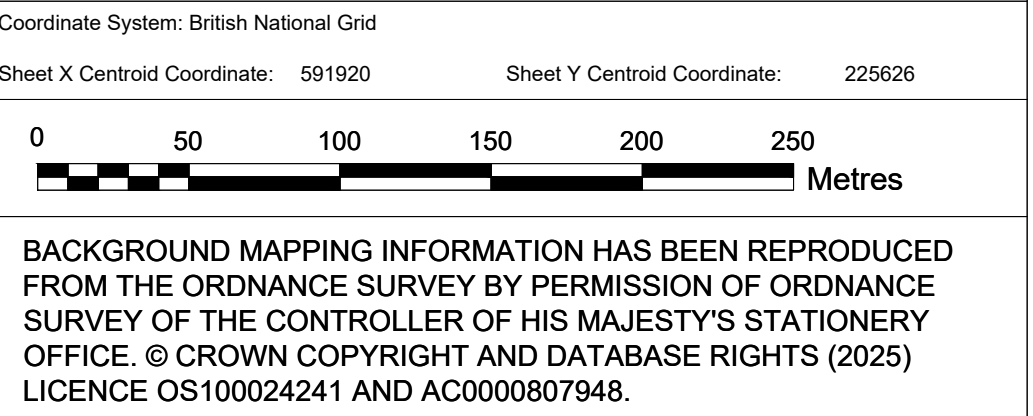 Coordinate System: British National Grid
Sheet X Centroid Coordinate: 591920 Sheet Y Centroid Coordinate: 225626
0 50 100 150 200 250
Metres
BACKGROUND MAPPING INFORMATION HAS BEEN REPRODUCED
FROM THE ORDNANCE SURVEY BY PERMISSION OF ORDNANCE
SURVEY OF THE CONTROLLER OF HIS MAJESTY'S STATIONERY
OFFICE. © CROWN COPYRIGHT AND DATABASE RIGHTS (2025)
LICENCE OS100024241 AND AC0000807948.